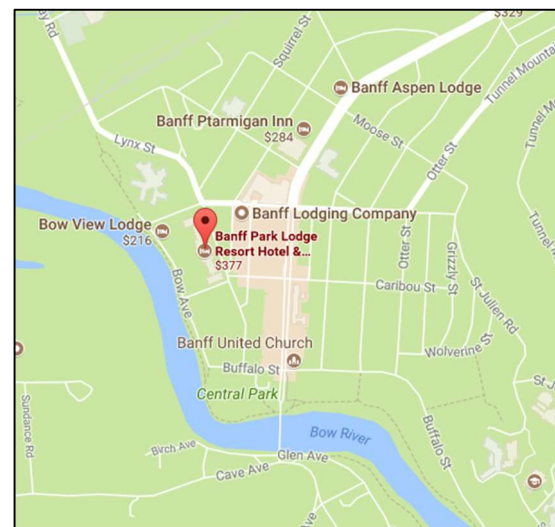 $329
Squirrel St
Banff Aspen Lodge
Tunnel Mountain
Banff Ptarmigan Inn
$284
Moose St
Otter St
Lynx St
Bow View Lodge
$216
Banff Lodging Company
Banff Park Lodge
Resort Hotel &...
$377
Bow Ave
Otter St
Grizzly St
Caribou St
St Julien Rd
Banff United Church
Wolverine St
Buffalo St
Central Park
Sundance Rd
Bow River
Buffalo St
Birch Ave
Glen Ave
Cave Ave